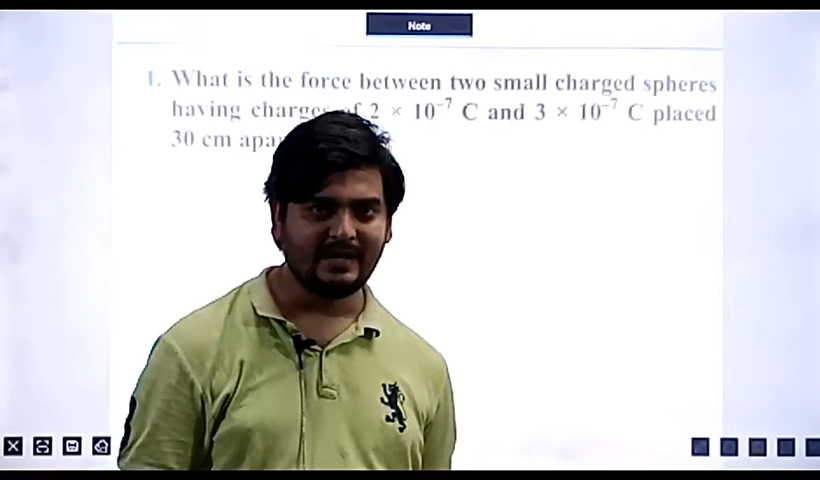 Note
1. What is the force between two small charged spheres
having charges of 2 × 10⁻⁷ C and 3 × 10⁻⁷ C placed
30 cm